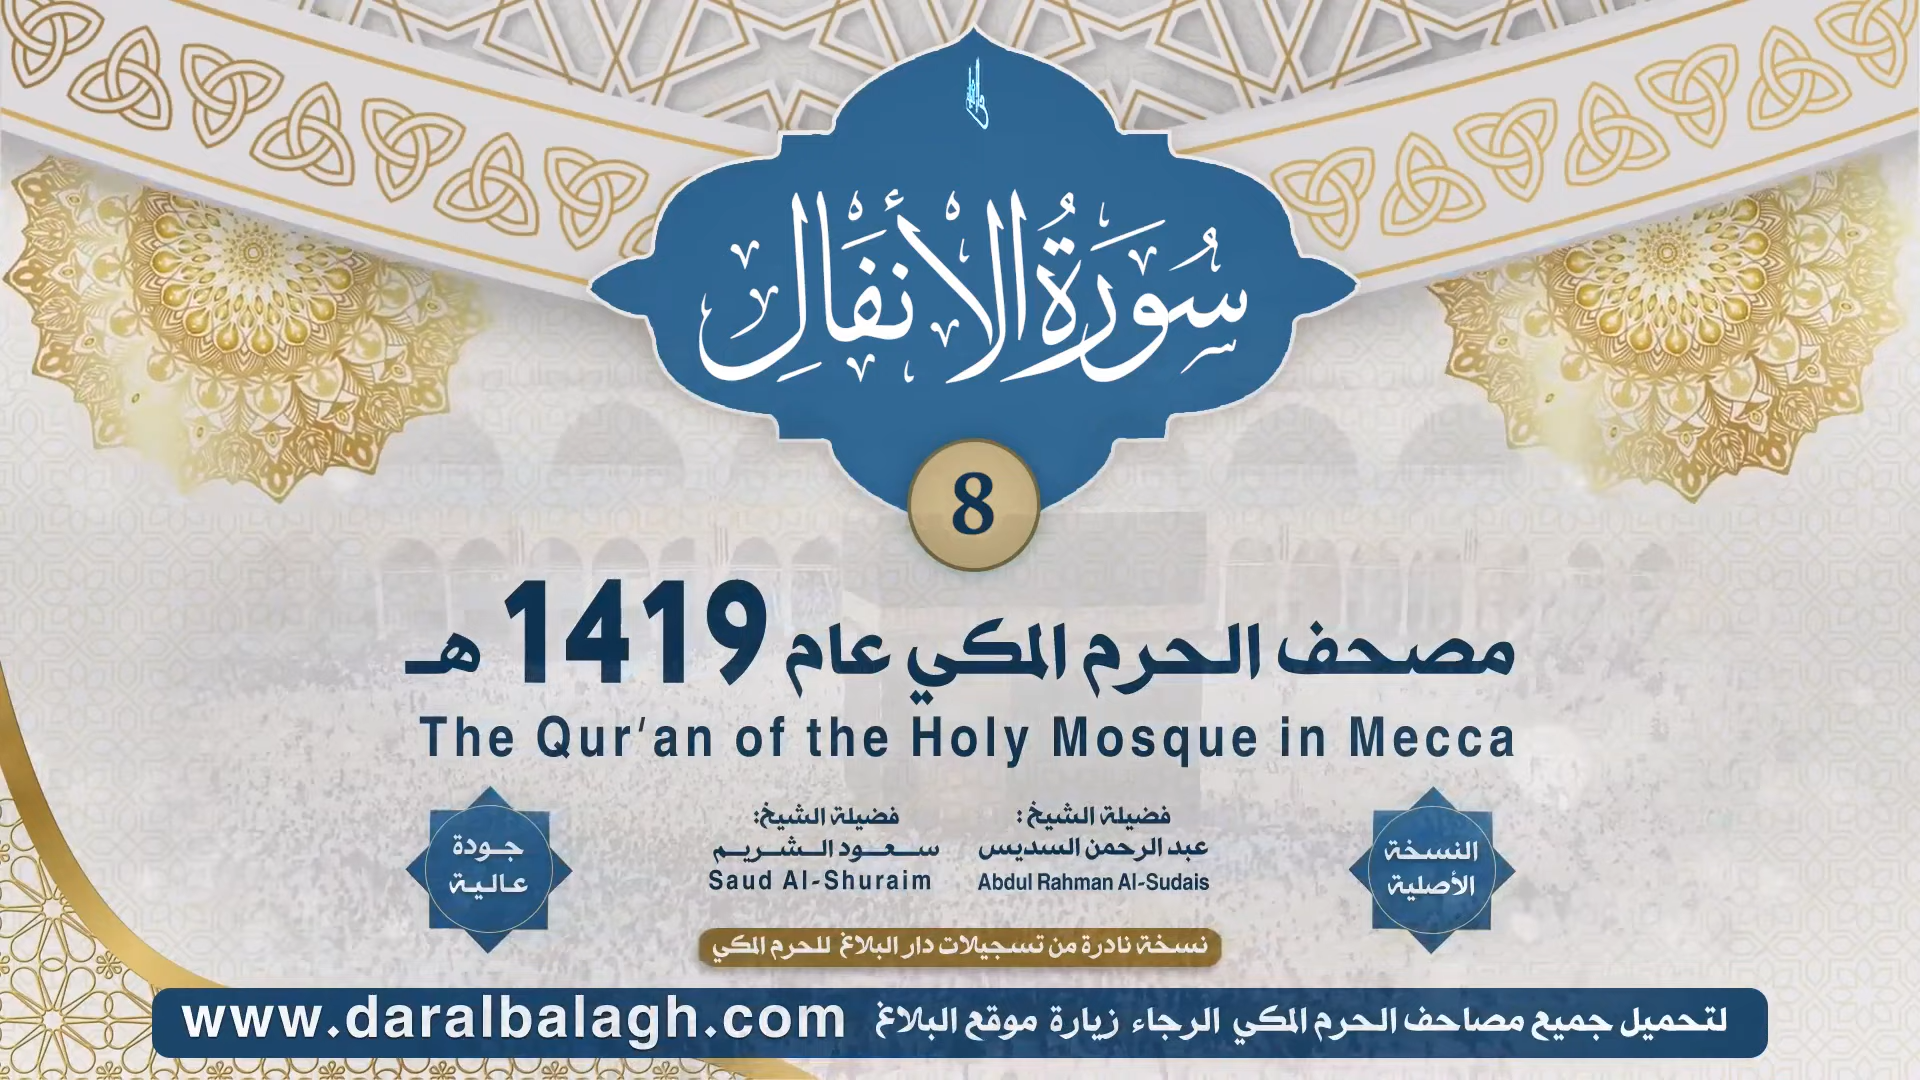 سُورَةُ الأَنفَالِ
8
مصحف الحرم المكي عام 1419 هـ
The Qur'an of the Holy Mosque in Mecca
النسخة
الأصلية
فضيلة الشيخ :
عبد الرحمن السديس
Abdul Rahman Al-Sudais
فضيلة الشيخ:
سعود الشريم
Saud Al-Shuraim
جودة
عالية
نسخة نادرة من تسجيلات دار البلاغ للحرم المكي
لتحميل جميع مصاحف الحرم المكي الرجاء زيارة موقع البلاغ www.daralbalagh.com